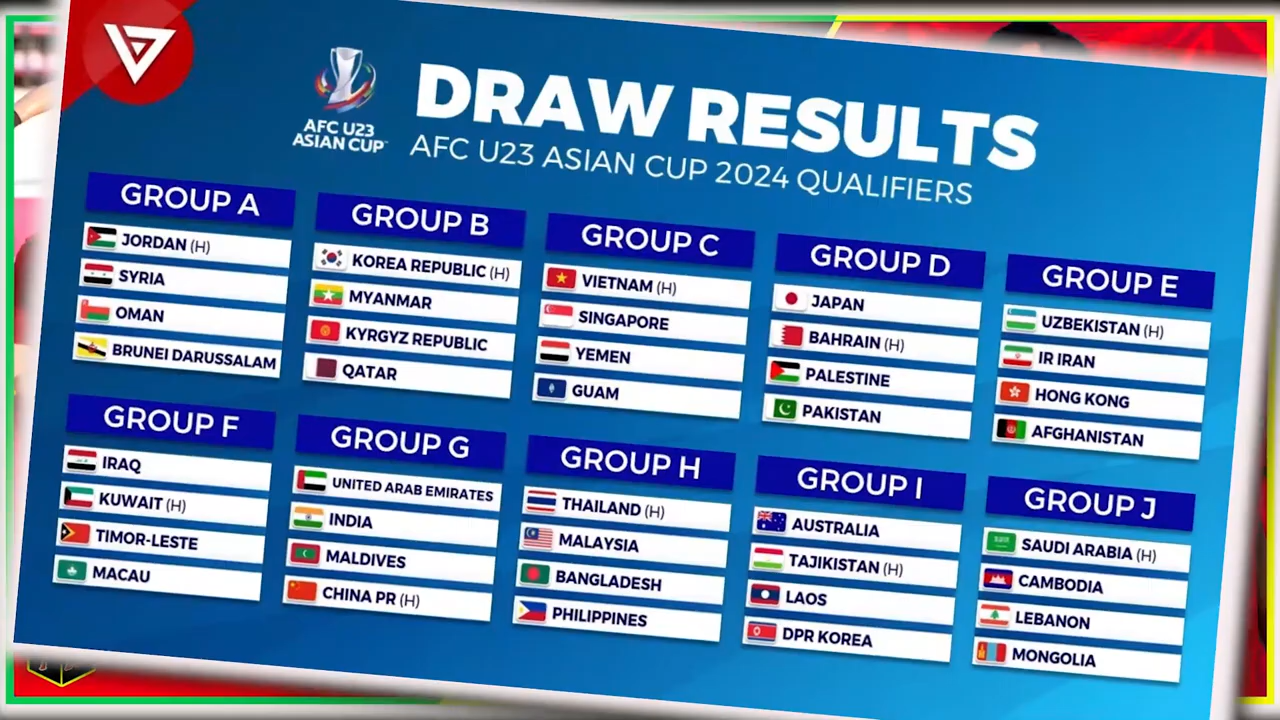 DRAW RESULTS
AFC U23
ASIAN CUP
AFC U23 ASIAN CUP 2024 QUALIFIERS
GROUP A
JORDAN (H)
SYRIA
OMAN
BRUNEI DARUSSALAM
GROUP B
KOREA REPUBLIC (H)
MYANMAR
KYRGYZ REPUBLIC
QATAR
GROUP C
VIETNAM (H)
SINGAPORE
YEMEN
GUAM
GROUP D
JAPAN
BAHRAIN (H)
PALESTINE
PAKISTAN
GROUP E
UZBEKISTAN (H)
IR IRAN
HONG KONG
AFGHANISTAN
GROUP F
IRAQ
KUWAIT (H)
TIMOR-LESTE
MACAU
GROUP G
UNITED ARAB EMIRATES
INDIA
MALDIVES
CHINA PR (H)
GROUP H
THAILAND (H)
MALAYSIA
BANGLADESH
PHILIPPINES
GROUP I
AUSTRALIA
TAJIKISTAN (H)
LAOS
DPR KOREA
GROUP J
SAUDI ARABIA (H)
CAMBODIA
LEBANON
MONGOLIA